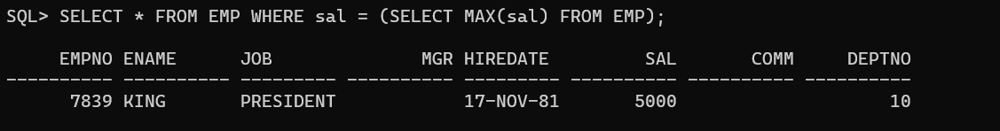 SQL> SELECT * FROM EMP WHERE sal = (SELECT MAX(sal) FROM EMP);
     EMPNO ENAME      JOB              MGR HIREDATE         SAL       COMM     DEPTNO
---------- ---------- --------- ---------- --------- ---------- ---------- ----------
      7839 KING       PRESIDENT            17-NOV-81       5000                    10